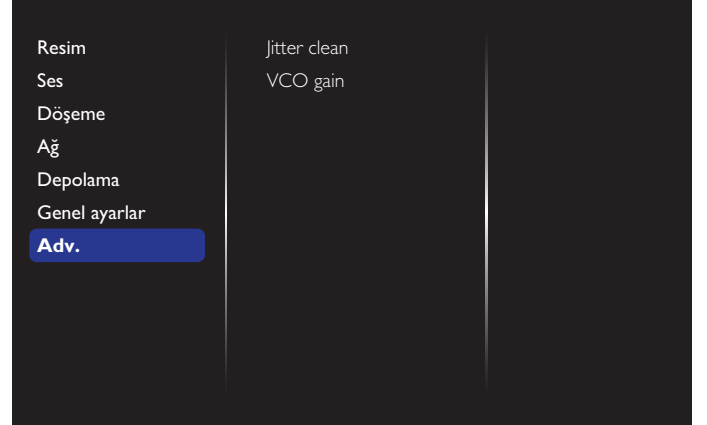 Resim
Ses
Döşeme
Ağ
Depolama
Genel ayarlar
Adv.
Jitter clean
VCO gain